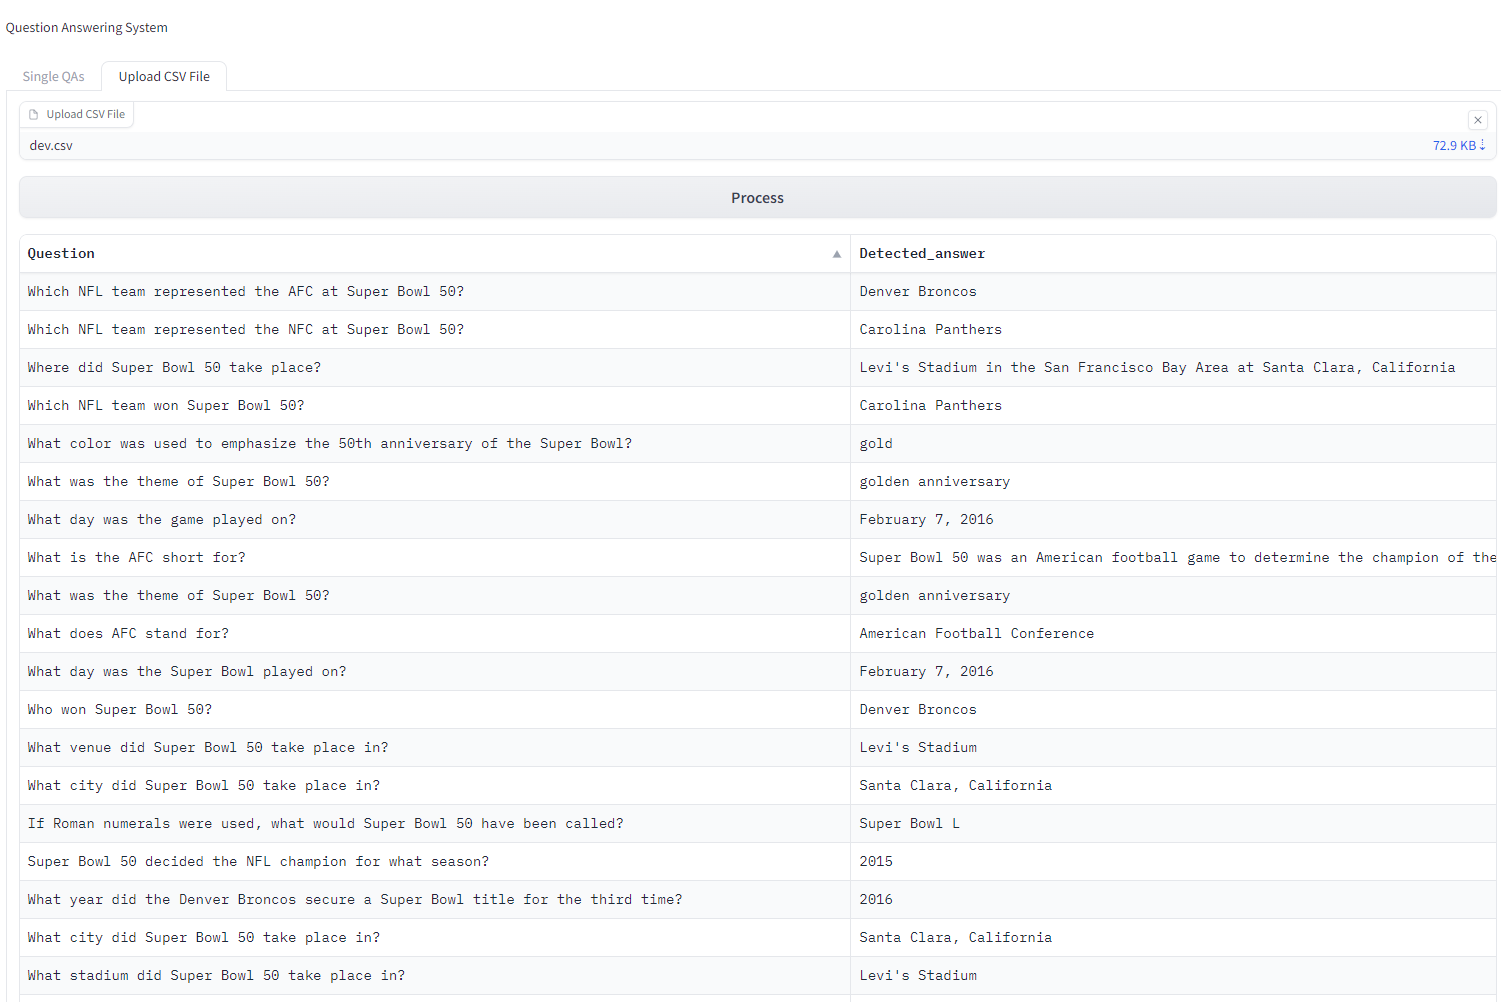 Question Answering System
Single QAs Upload CSV File
Upload CSV File
dev.csv 72.9 KB ↓
Process
Question Detected_answer
Which NFL team represented the AFC at Super Bowl 50? Denver Broncos
Which NFL team represented the NFC at Super Bowl 50? Carolina Panthers
Where did Super Bowl 50 take place? Levi's Stadium in the San Francisco Bay Area at Santa Clara, California
Which NFL team won Super Bowl 50? Carolina Panthers
What color was used to emphasize the 50th anniversary of the Super Bowl? gold
What was the theme of Super Bowl 50? golden anniversary
What day was the game played on? February 7, 2016
What is the AFC short for? Super Bowl 50 was an American football game to determine the champion of the
What was the theme of Super Bowl 50? golden anniversary
What does AFC stand for? American Football Conference
What day was the Super Bowl played on? February 7, 2016
Who won Super Bowl 50? Denver Broncos
What venue did Super Bowl 50 take place in? Levi's Stadium
What city did Super Bowl 50 take place in? Santa Clara, California
If Roman numerals were used, what would Super Bowl 50 have been called? Super Bowl L
Super Bowl 50 decided the NFL champion for what season? 2015
What year did the Denver Broncos secure a Super Bowl title for the third time? 2016
What city did Super Bowl 50 take place in? Santa Clara, California
What stadium did Super Bowl 50 take place in? Levi's Stadium